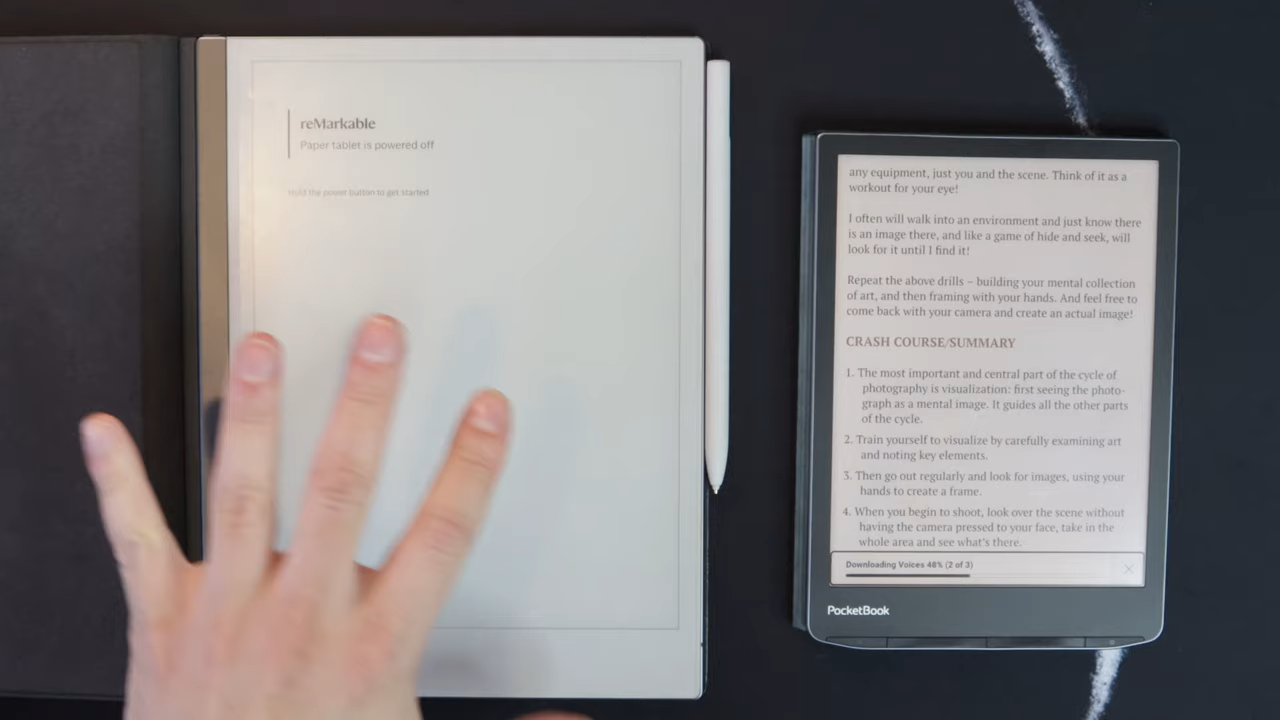 reMarkable
Paper tablet is powered off
Hold the power button to get started
any equipment, just you and the scene. Think of it as a
workout for your eye!
I often will walk into an environment and just know there
is an image there, and like a game of hide and seek, will
look for it until I find it!
Repeat the above drills – building your mental collection
of art, and then framing with your hands. And feel free to
come back with your camera and create an actual image!
CRASH COURSE/SUMMARY
1. The most important and central part of the cycle of
photography is visualization: first seeing the photo-
graph as a mental image. It guides all the other parts
of the cycle.
2. Train yourself to visualize by carefully examining art
and noting key elements.
3. Then go out regularly and look for images, using your
hands to create a frame.
4. When you begin to shoot, look over the scene without
having the camera pressed to your face, take in the
whole area and see what's there.
Downloading Voices 48% (2 of 3)
PocketBook